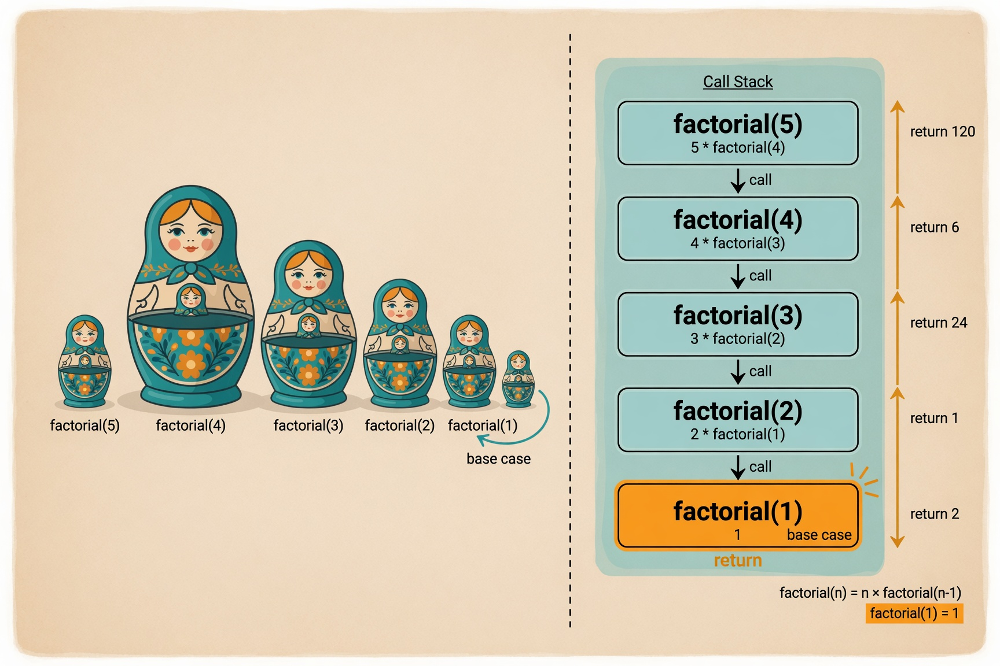 factorial(5)
factorial(4)
factorial(3)
factorial(2)
factorial(1)
base case
Call Stack
factorial(5)
5 * factorial(4)
return 120
call
factorial(4)
4 * factorial(3)
return 6
call
factorial(3)
3 * factorial(2)
return 24
call
factorial(2)
2 * factorial(1)
return 1
call
factorial(1)
1
base case
return 2
return
factorial(n) = n × factorial(n-1)
factorial(1) = 1